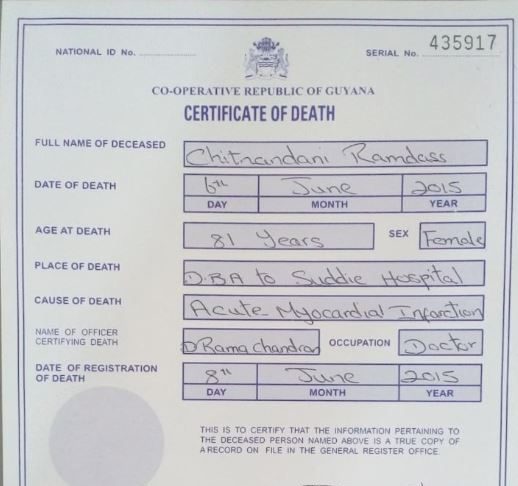 NATIONAL ID No.
SERIAL No. 435917
CO-OPERATIVE REPUBLIC OF GUYANA
CERTIFICATE OF DEATH
FULL NAME OF DECEASED Chitnandani Ramdass
DATE OF DEATH 6th June 2015
DAY MONTH YEAR
AGE AT DEATH 81 Years SEX Female
PLACE OF DEATH D.B.A to Suddie Hospital
CAUSE OF DEATH Acute Myocardial Infarction
NAME OF OFFICER CERTIFYING DEATH D Rama chandran OCCUPATION Doctor
DATE OF REGISTRATION OF DEATH 8th June 2015
DAY MONTH YEAR
THIS IS TO CERTIFY THAT THE INFORMATION PERTAINING TO
THE DECEASED PERSON NAMED ABOVE IS A TRUE COPY OF
A RECORD ON FILE IN THE GENERAL REGISTER OFFICE.